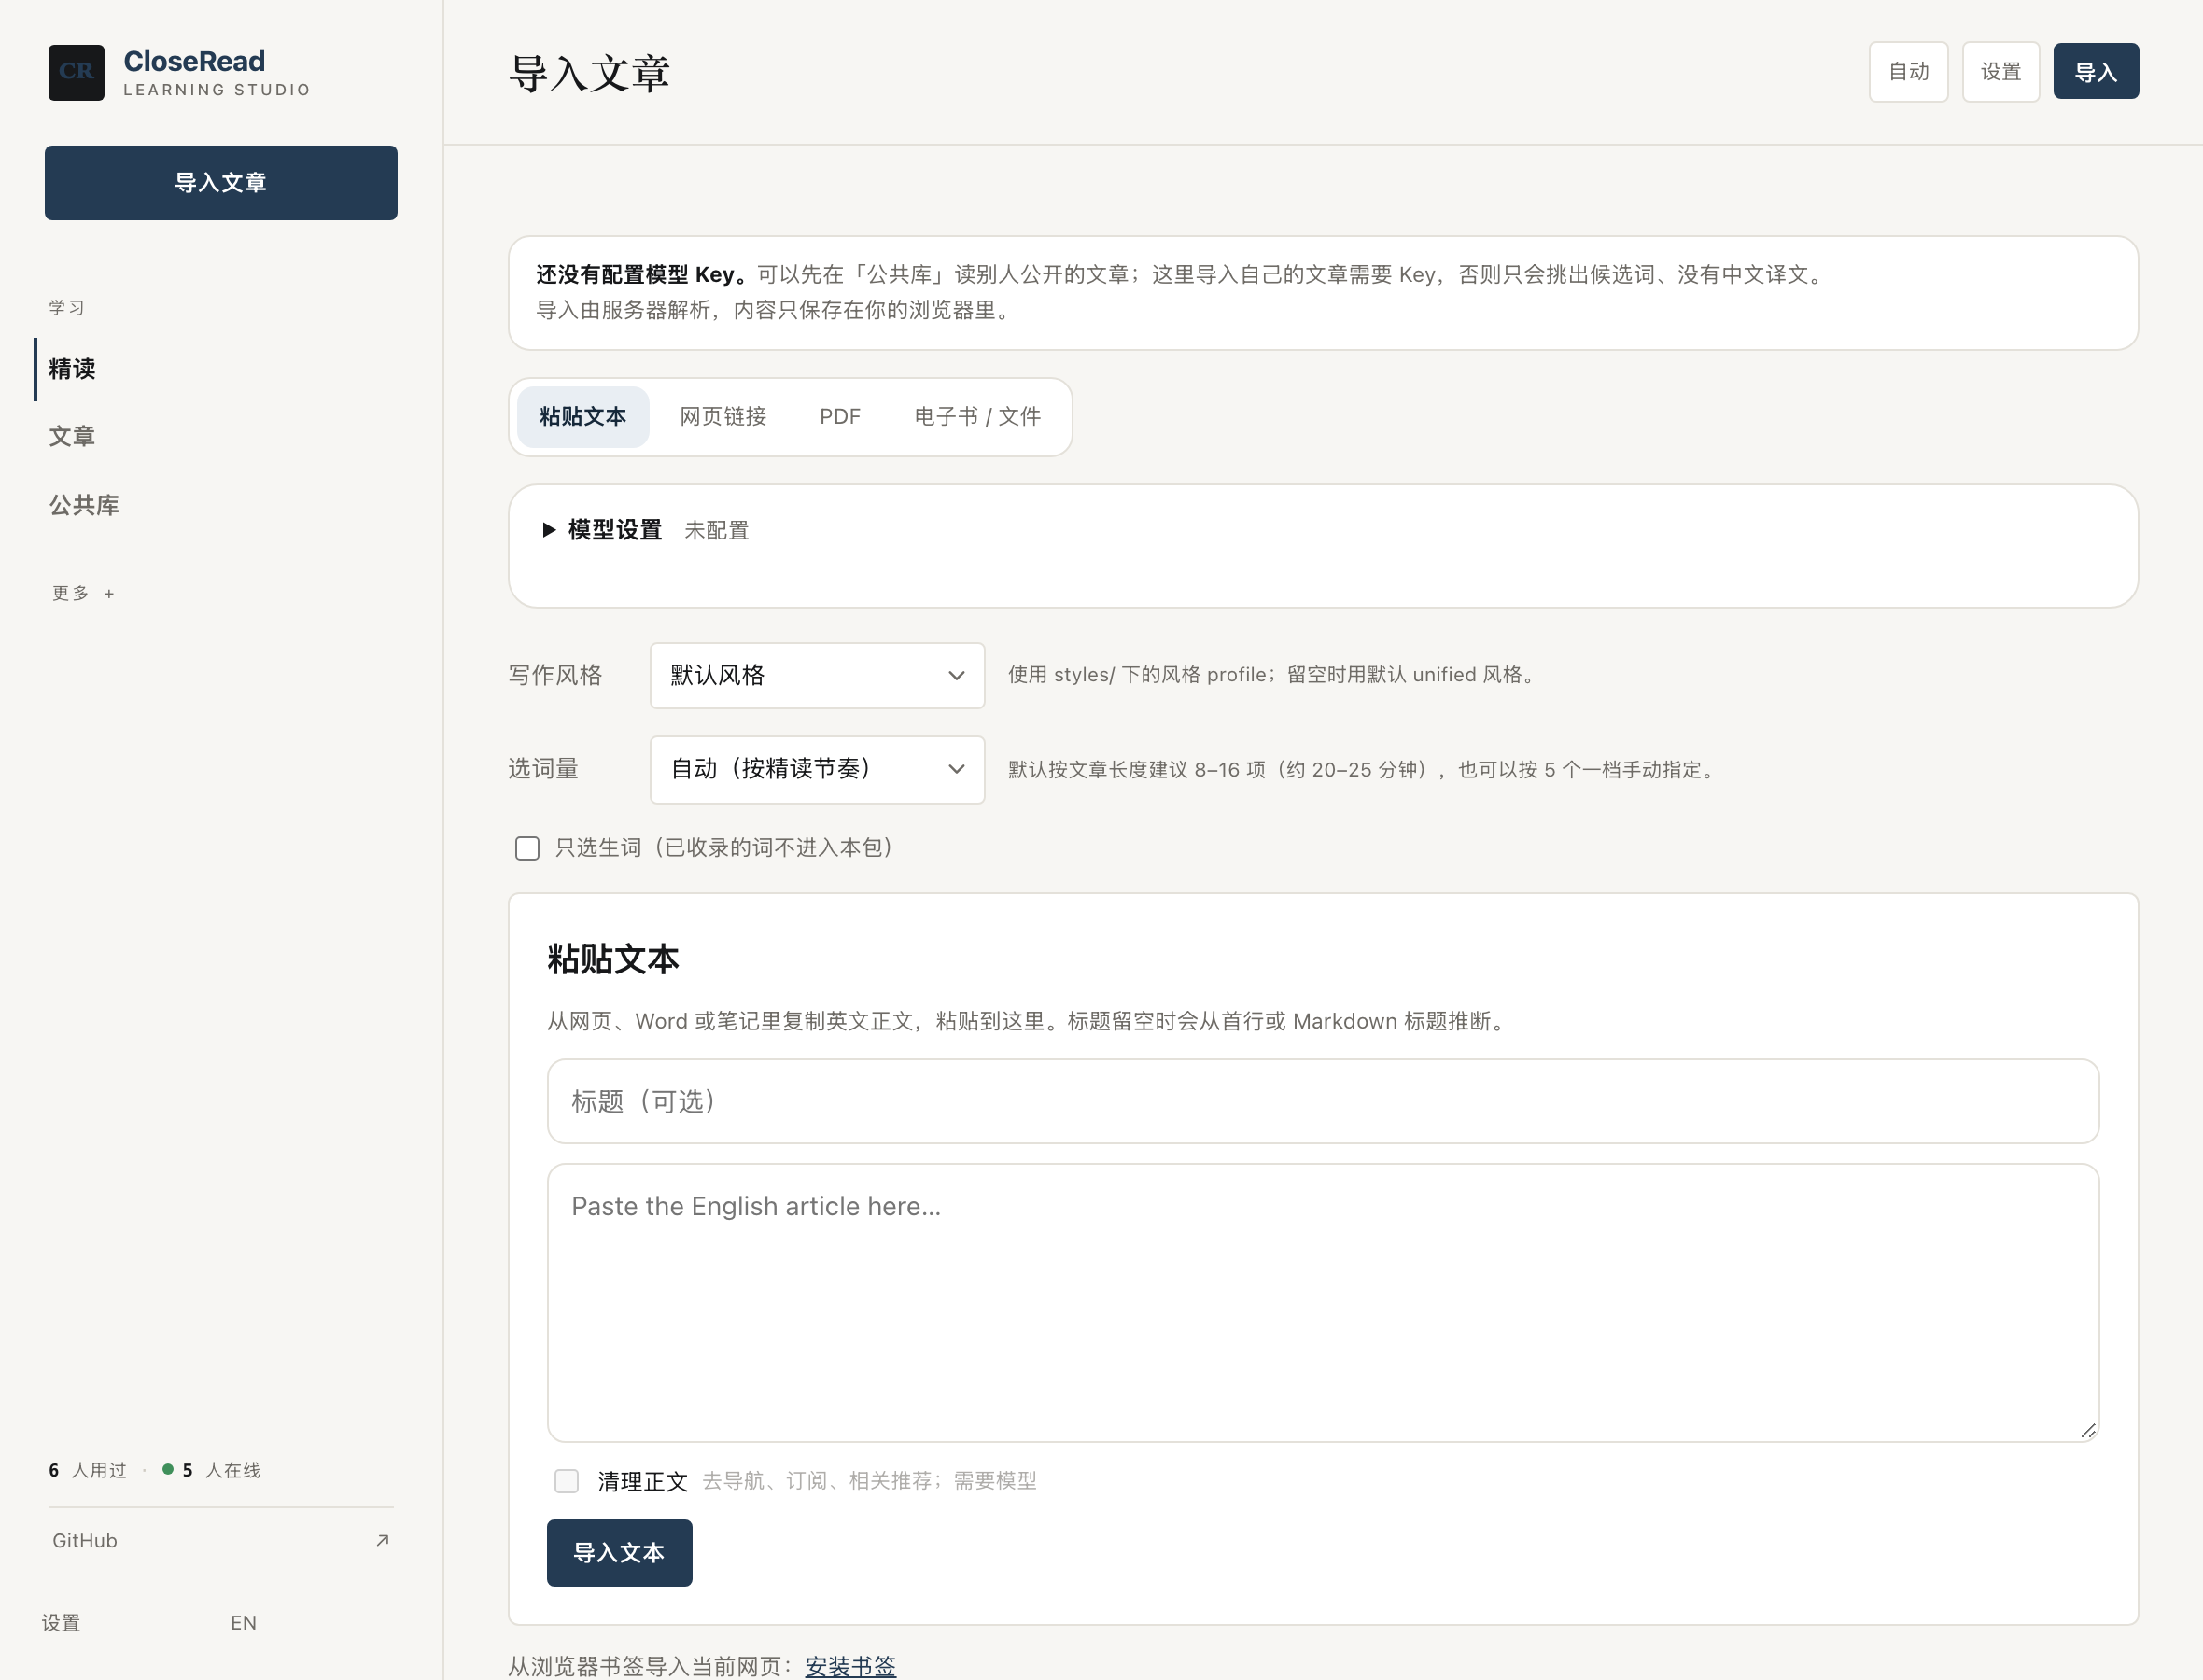 CR
CloseRead
LEARNING STUDIO
导入文章
学习
精读
文章
公共库
更多 +
6 人用过 · 5 人在线
GitHub ↗
设置 EN
导入文章
自动 设置 导入
还没有配置模型 Key。可以先在「公共库」读别人公开的文章；这里导入自己的文章需要 Key，否则只会挑出候选词、没有中文译文。
导入由服务器解析，内容只保存在你的浏览器里。
粘贴文本 网页链接 PDF 电子书 / 文件
▶ 模型设置 未配置
写作风格 默认风格 使用 styles/ 下的风格 profile；留空时用默认 unified 风格。
选词量 自动（按精读节奏） 默认按文章长度建议 8–16 项（约 20–25 分钟），也可以按 5 个一档手动指定。
只选生词（已收录的词不进入本包）
粘贴文本
从网页、Word 或笔记里复制英文正文，粘贴到这里。标题留空时会从首行或 Markdown 标题推断。
标题（可选）
Paste the English article here...
清理正文 去导航、订阅、相关推荐；需要模型
导入文本
从浏览器书签导入当前网页：安装书签